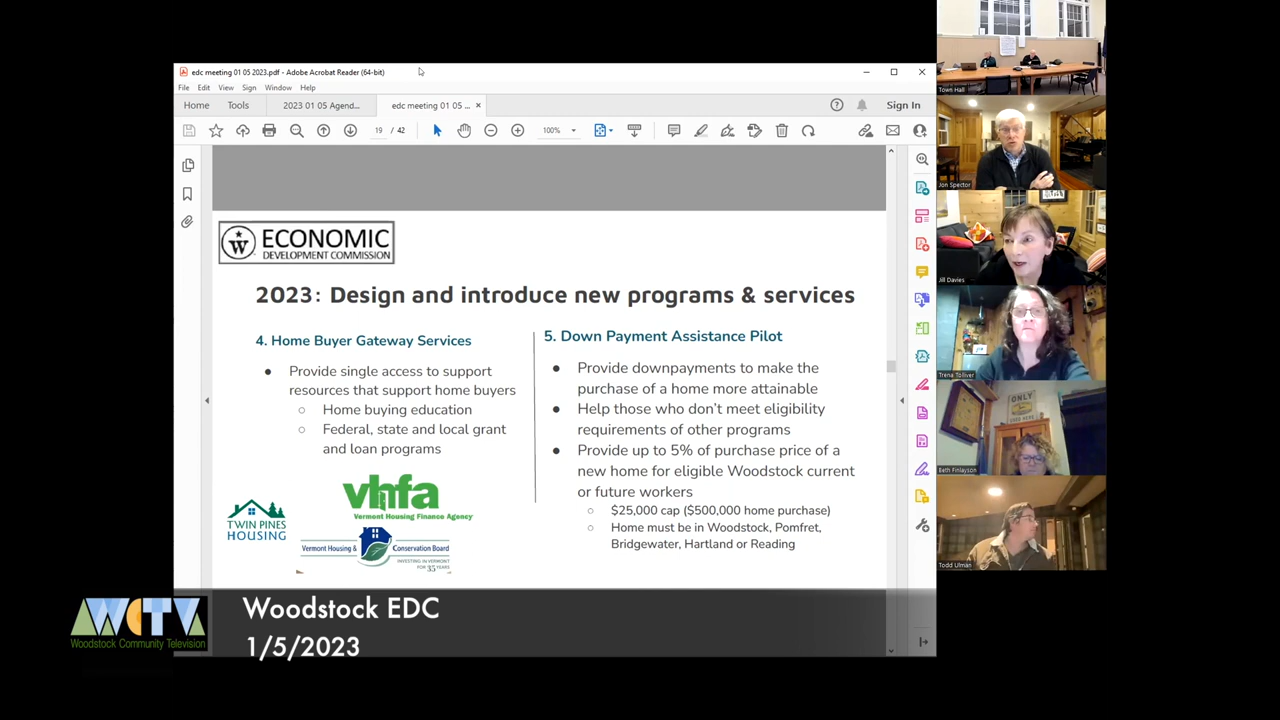 edc meeting 01 05 2023.pdf - Adobe Acrobat Reader (64-bit)
File Edit View Sign Window Help
Home Tools 2023 01 05 Agend... edc meeting 01 05 ... × Sign In
19 / 42 100%
W ECONOMIC
DEVELOPMENT COMMISSION
2023: Design and introduce new programs & services
4. Home Buyer Gateway Services
● Provide single access to support
resources that support home buyers
○ Home buying education
○ Federal, state and local grant
and loan programs
vhfa
Vermont Housing Finance Agency
TWIN PINES
HOUSING
Vermont Housing & Conservation Board
INVESTING IN VERMONT
FOR 35 YEARS
5. Down Payment Assistance Pilot
● Provide downpayments to make the
purchase of a home more attainable
● Help those who don't meet eligibility
requirements of other programs
● Provide up to 5% of purchase price of a
new home for eligible Woodstock current
or future workers
○ $25,000 cap ($500,000 home purchase)
○ Home must be in Woodstock, Pomfret,
Bridgewater, Hartland or Reading
Town Hall
Jon Spector
Jill Davies
Trena Tolliver
ONLY
Beth Finlayson
Todd Ulman
WCTV
Woodstock Community Television
Woodstock EDC
1/5/2023